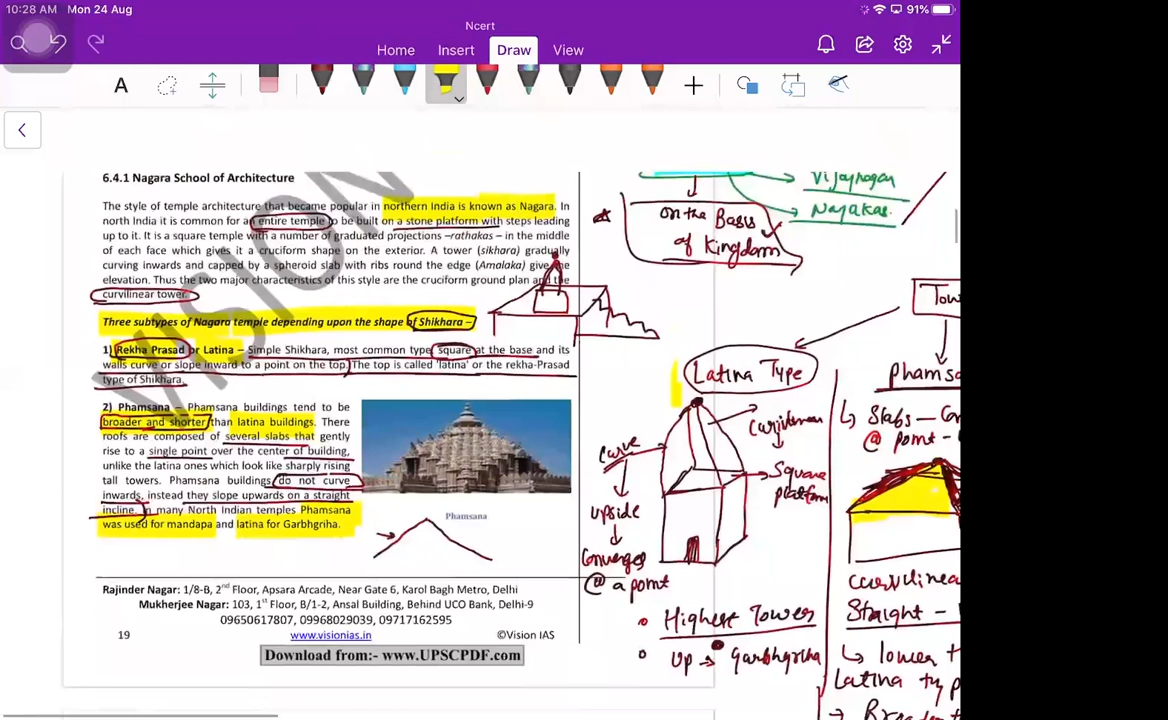 10:28 AM Mon 24 Aug
91%
Ncert
Home Insert Draw View
A
VISION
6.4.1 Nagara School of Architecture
The style of temple architecture that became popular in northern India is known as Nagara. In
north India it is common for an entire temple to be built on a stone platform with steps leading
up to it. It is a square temple with a number of graduated projections –rathakas – in the middle
of each face which gives it a cruciform shape on the exterior. A tower (sikhara) gradually
curving inwards and capped by a spheroid slab with ribs round the edge (Amalaka) give the
elevation. Thus the two major characteristics of this style are the cruciform ground plan and the
curvilinear tower.
Three subtypes of Nagara temple depending upon the shape of Shikhara –
1) Rekha Prasad or Latina – Simple Shikhara, most common type square at the base and its
walls curve or slope inward to a point on the top. The top is called 'latina' or the rekha-Prasad
type of Shikhara.
2) Phamsana – Phamsana buildings tend to be
broader and shorter than latina buildings. There
roofs are composed of several slabs that gently
rise to a single point over the center of building,
unlike the latina ones which look like sharply rising
tall towers. Phamsana buildings do not curve
inwards, instead they slope upwards on a straight
incline. In many North Indian temples Phamsana
was used for mandapa and latina for Garbhgriha.
Phamsana
Rajinder Nagar: 1/8-B, 2nd Floor, Apsara Arcade, Near Gate 6, Karol Bagh Metro, Delhi
Mukherjee Nagar: 103, 1st Floor, B/1-2, Ansal Building, Behind UCO Bank, Delhi-9
09650617807, 09968029039, 09717162595
19 www.visionias.in ©Vision IAS
Download from:- www.UPSCPDF.com
Vijaynagar
Nayakas
on the Basis
of Kingdom
Tow
Latina Type
Curvilinear
Curve
Square
platform
upside
Converges
@ a point
• Highest Tower
Up → Garbhgriha
Phamsa
Slabs – Con
@ point –
curvilinea
Straight –
lower t
Latina typ
→ Broader